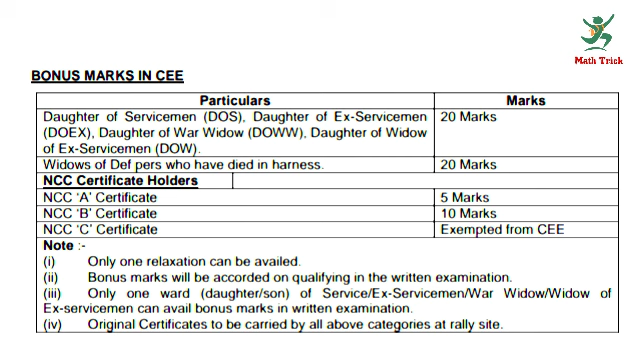 Math Trick
BONUS MARKS IN CEE
Particulars Marks
Daughter of Servicemen (DOS), Daughter of Ex-Servicemen 20 Marks
(DOEX), Daughter of War Widow (DOWW), Daughter of Widow
of Ex-Servicemen (DOW).
Widows of Def pers who have died in harness. 20 Marks
NCC Certificate Holders
NCC 'A' Certificate 5 Marks
NCC 'B' Certificate 10 Marks
NCC 'C' Certificate Exempted from CEE
Note :-
(i) Only one relaxation can be availed.
(ii) Bonus marks will be accorded on qualifying in the written examination.
(iii) Only one ward (daughter/son) of Service/Ex-Servicemen/War Widow/Widow of
Ex-servicemen can avail bonus marks in written examination.
(iv) Original Certificates to be carried by all above categories at rally site.